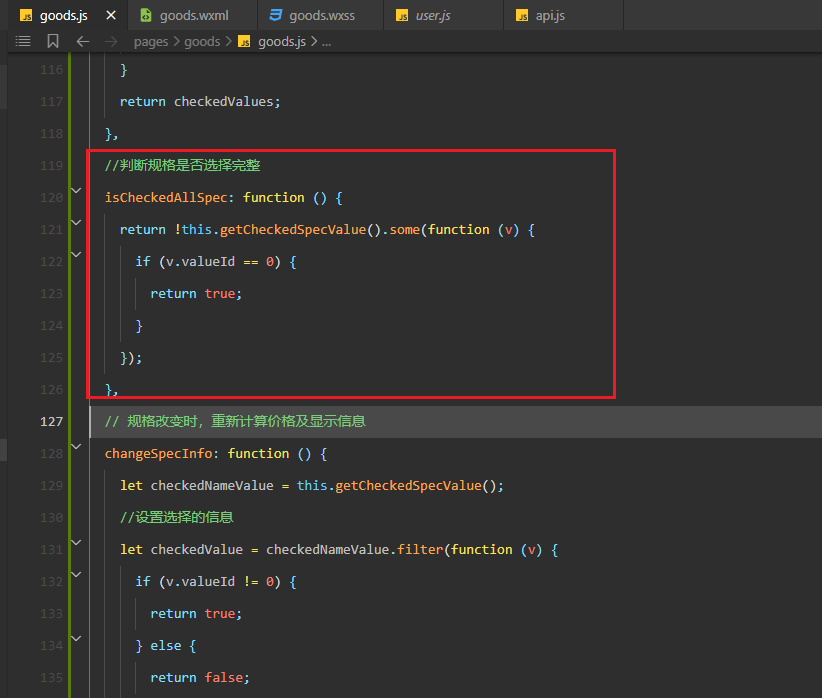 goods.js goods.wxml goods.wxss user.js api.js
pages > goods > goods.js > ...
116 }
117 return checkedValues;
118 },
119 //判断规格是否选择完整
120 isCheckedAllSpec: function () {
121 return !this.getCheckedSpecValue().some(function (v) {
122 if (v.valueId == 0) {
123 return true;
124 }
125 });
126 },
127 // 规格改变时，重新计算价格及显示信息
128 changeSpecInfo: function () {
129 let checkedNameValue = this.getCheckedSpecValue();
130 //设置选择的信息
131 let checkedValue = checkedNameValue.filter(function (v) {
132 if (v.valueId != 0) {
133 return true;
134 } else {
135 return false;